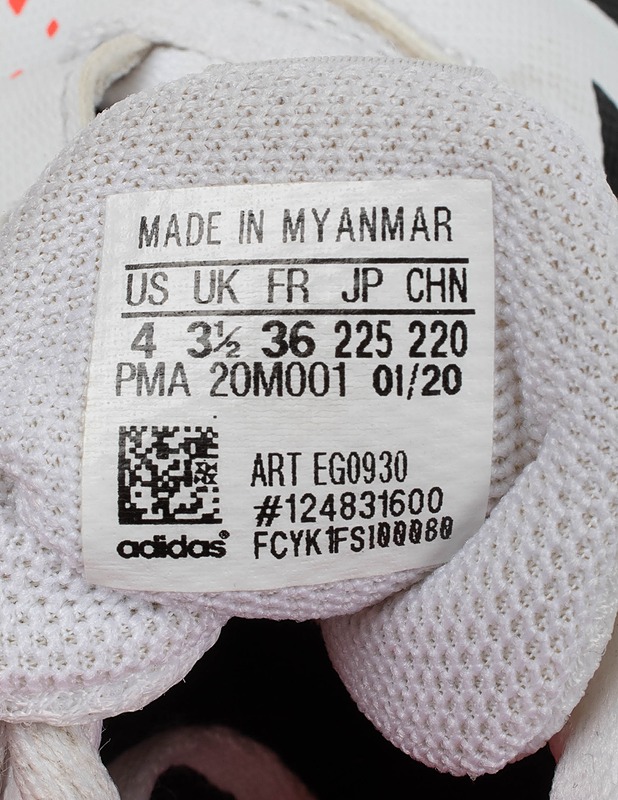 MADE IN MYANMAR
US UK FR JP CHN
4 3½ 36 225 220
PMA 20M001 01/20
ART EG0930
#124831600
adidas®